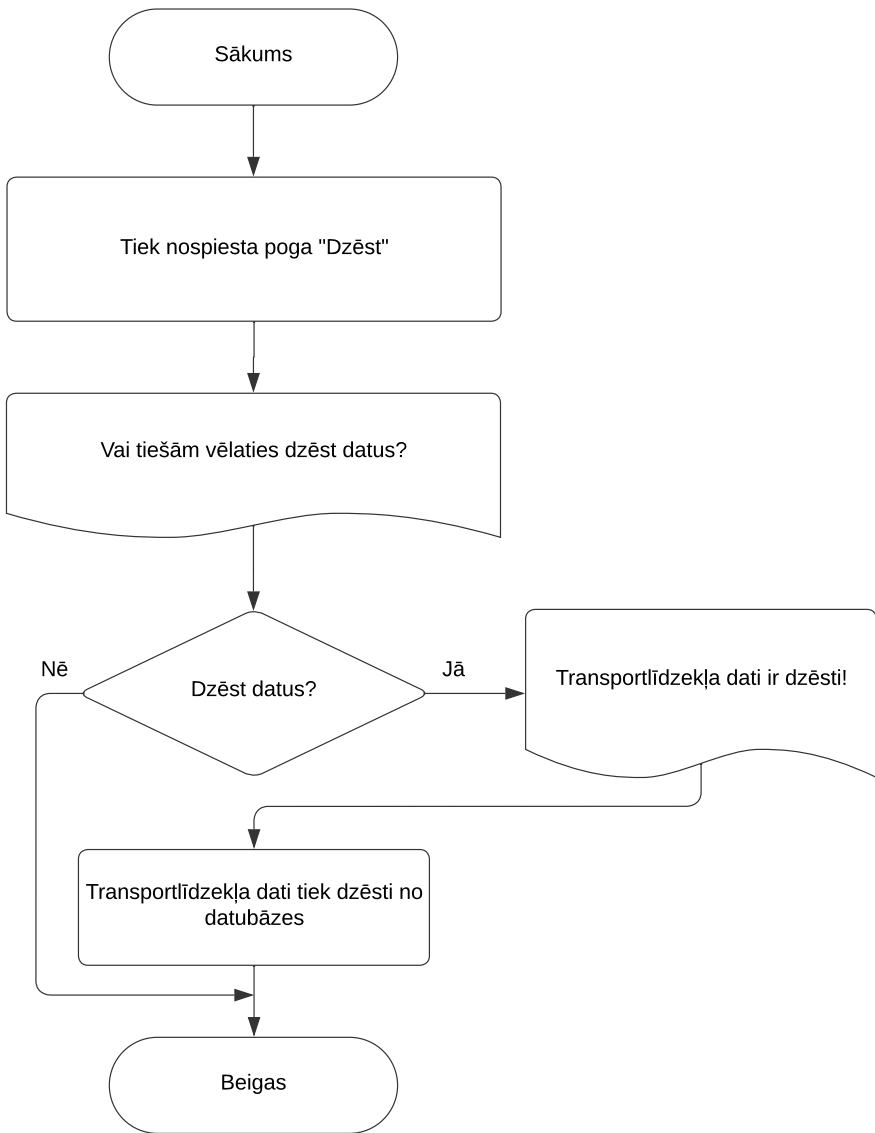 Sākums
Tiek nospiesta poga "Dzēst"
Vai tiešām vēlaties dzēst datus?
Nē
Dzēst datus?
Jā
Transportlīdzekļa dati ir dzēsti!
Transportlīdzekļa dati tiek dzēsti no
datubāzes
Beigas